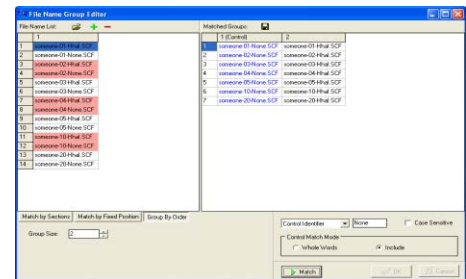 File Name Group Editor
File Name List:
1
1 someone-01-Hhal.SCF
2 someone-01-None.SCF
3 someone-02-Hhal.SCF
4 someone-02-None.SCF
5 someone-03-Hhal.SCF
6 someone-03-None.SCF
7 someone-04-Hhal.SCF
8 someone-04-None.SCF
9 someone-05-Hhal.SCF
10 someone-05-None.SCF
11 someone-10-Hhal.SCF
12 someone-10-None.SCF
13 someone-20-Hhal.SCF
14 someone-20-None.SCF
Match by Sections Match by Fixed Position Group By Order
Group Size: 2
Matched Groups:
1 (Control) 2
1 someone-01-None.SCF someone-01-Hhal.SCF
2 someone-02-None.SCF someone-02-Hhal.SCF
3 someone-03-None.SCF someone-03-Hhal.SCF
4 someone-04-None.SCF someone-04-Hhal.SCF
5 someone-05-None.SCF someone-05-Hhal.SCF
6 someone-10-None.SCF someone-10-Hhal.SCF
7 someone-20-None.SCF someone-20-Hhal.SCF
Control Identifier None Case Sensitive
Control Match Mode
Whole Words Include
Match OK Cancel